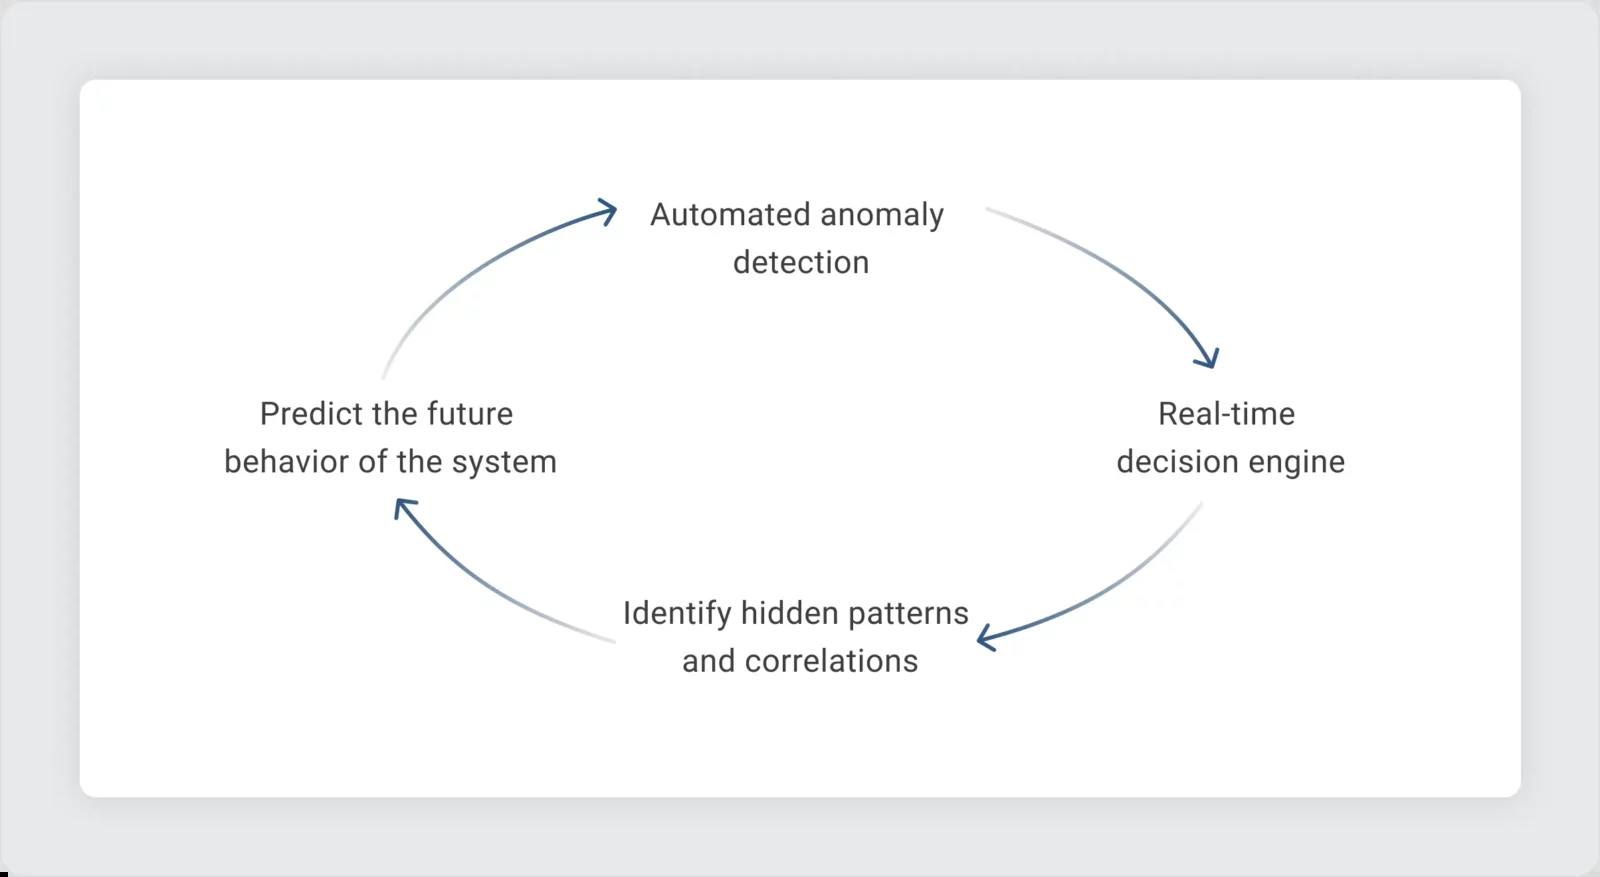 Automated anomaly
detection
Predict the future
behavior of the system
Real-time
decision engine
Identify hidden patterns
and correlations